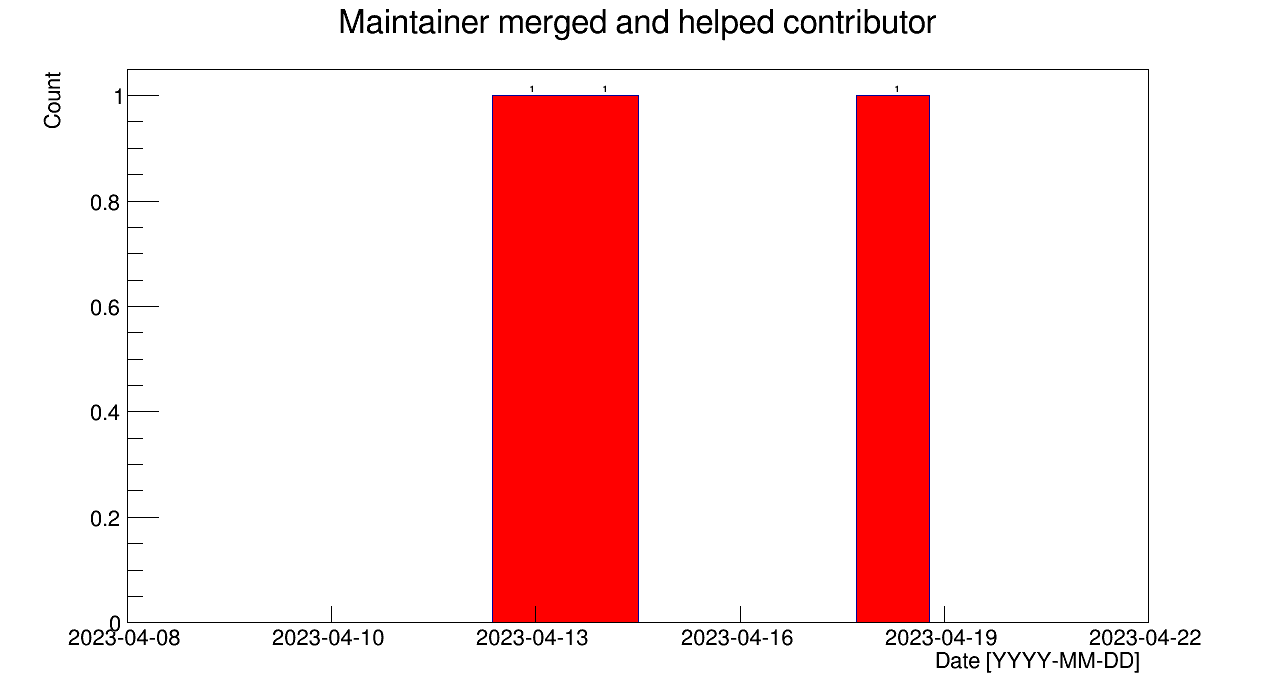 Maintainer merged and helped contributor
Count
1 1 1
1
0.8
0.6
0.4
0.2
0
2023-04-08 2023-04-10 2023-04-13 2023-04-16 2023-04-19 2023-04-22
Date [YYYY-MM-DD]